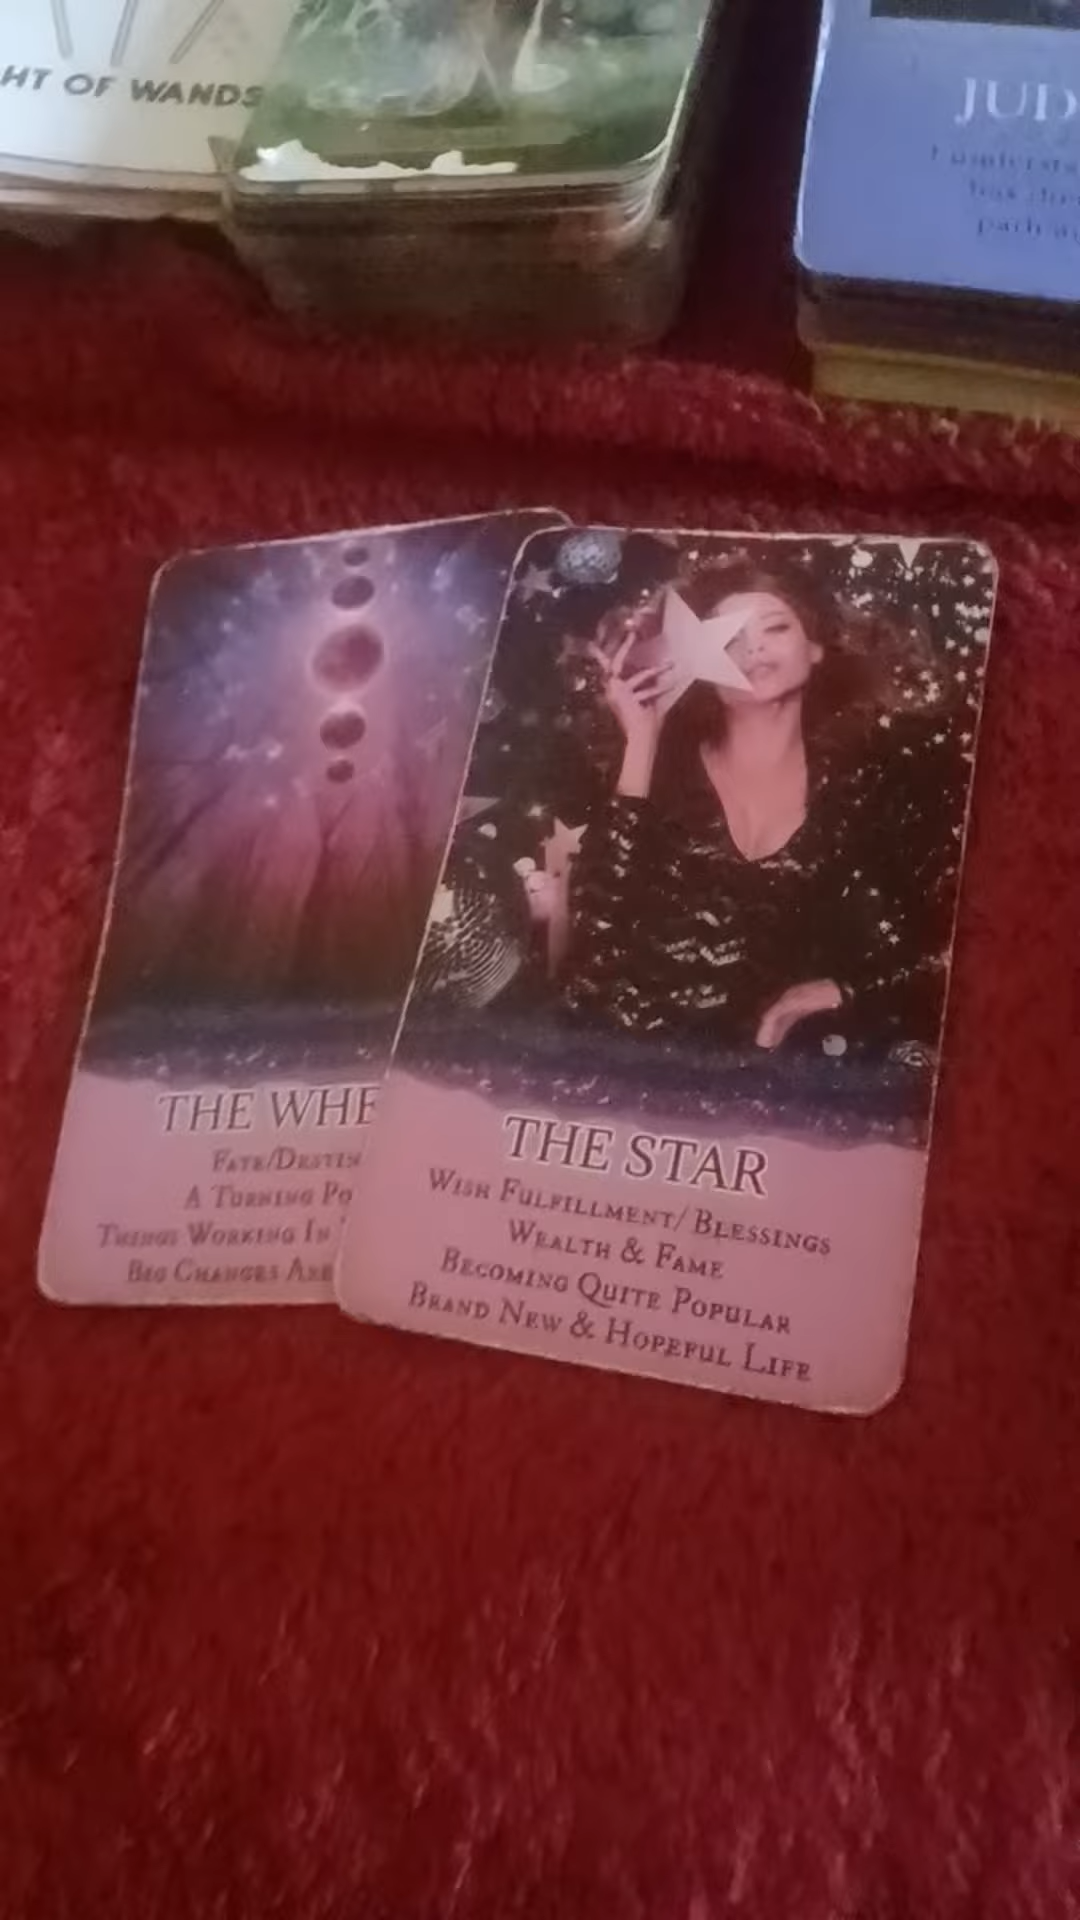 HT OF WANDS
JUD
THE WHE
FATE/DESTIN
A TURNING PO
THINGS WORKING IN
BIG CHANGES ARE
THE STAR
WISH FULFILLMENT/BLESSINGS
WEALTH & FAME
BECOMING QUITE POPULAR
BRAND NEW & HOPEFUL LIFE